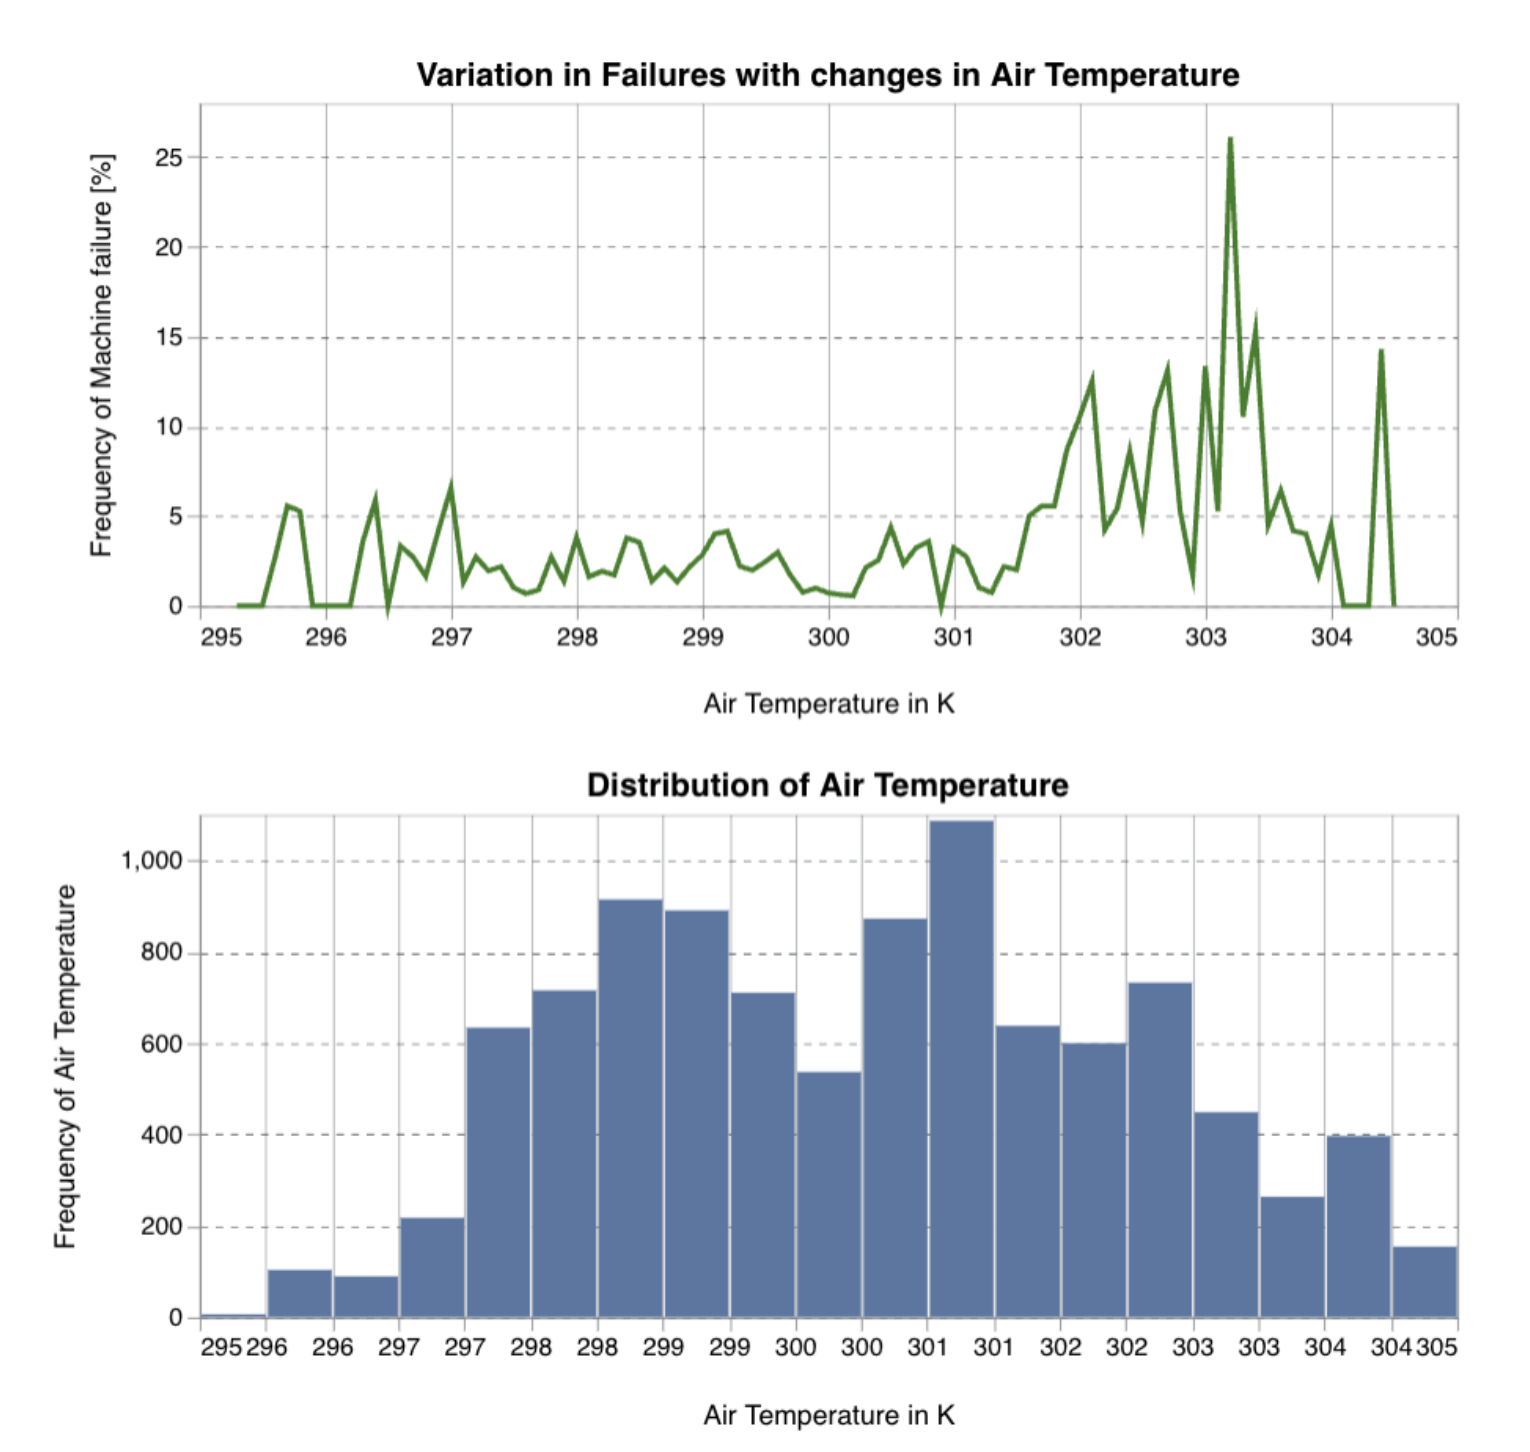 Variation in Failures with changes in Air Temperature
Frequency of Machine failure [%]
25
20
15
10
5
0
295 296 297 298 299 300 301 302 303 304 305
Air Temperature in K
Distribution of Air Temperature
Frequency of Air Temperature
1,000
800
600
400
200
0
295 296 296 297 297 298 298 299 299 300 300 301 301 302 302 303 303 304 304 305
Air Temperature in K